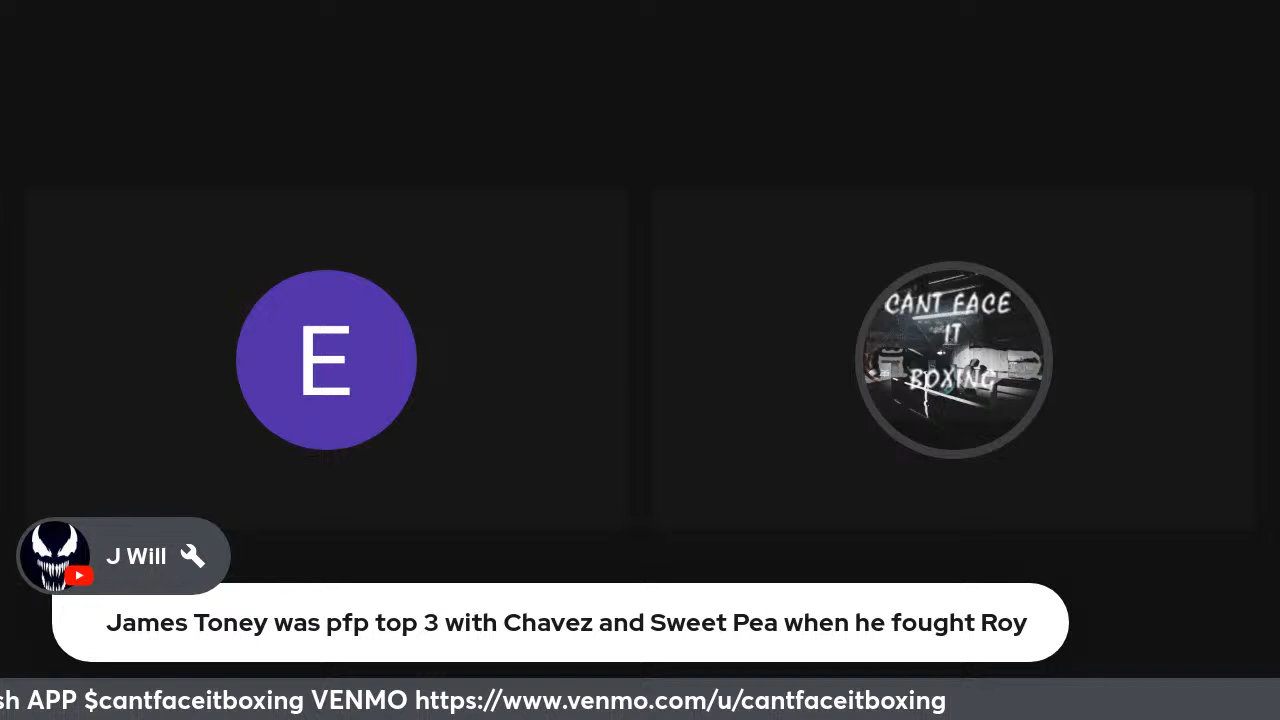 E
CANT FACE
IT
BOXING
J Will
James Toney was pfp top 3 with Chavez and Sweet Pea when he fought Roy
sh APP $cantfaceitboxing VENMO https://www.venmo.com/u/cantfaceitboxing